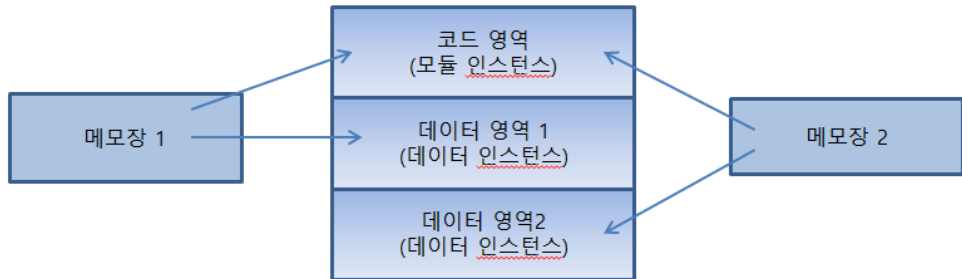 코드 영역
(모듈 인스턴스)
메모장 1
데이터 영역 1
(데이터 인스턴스)
메모장 2
데이터 영역2
(데이터 인스턴스)